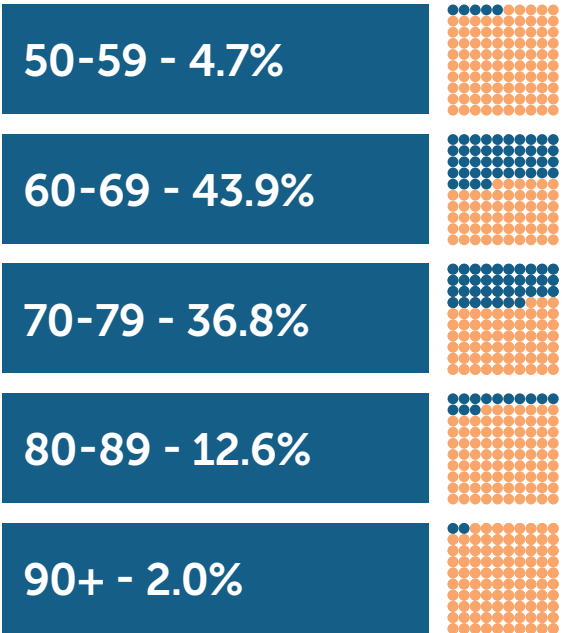 50-59 - 4.7%
60-69 - 43.9%
70-79 - 36.8%
80-89 - 12.6%
90+ - 2.0%